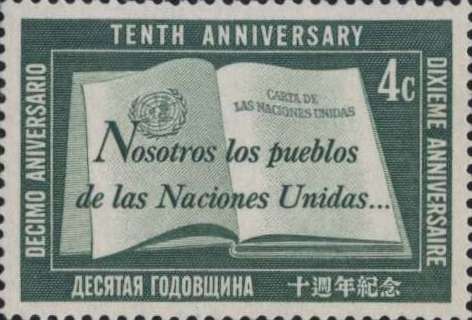 TENTH ANNIVERSARY
DECIMO ANIVERSARIO
4c
DIXIEME ANNIVERSAIRE
CARTA DE
LAS NACIONES UNIDAS
Nosotros los pueblos
de las Naciones Unidas...
ДЕСЯТАЯ ГОДОВЩИНА
十週年紀念